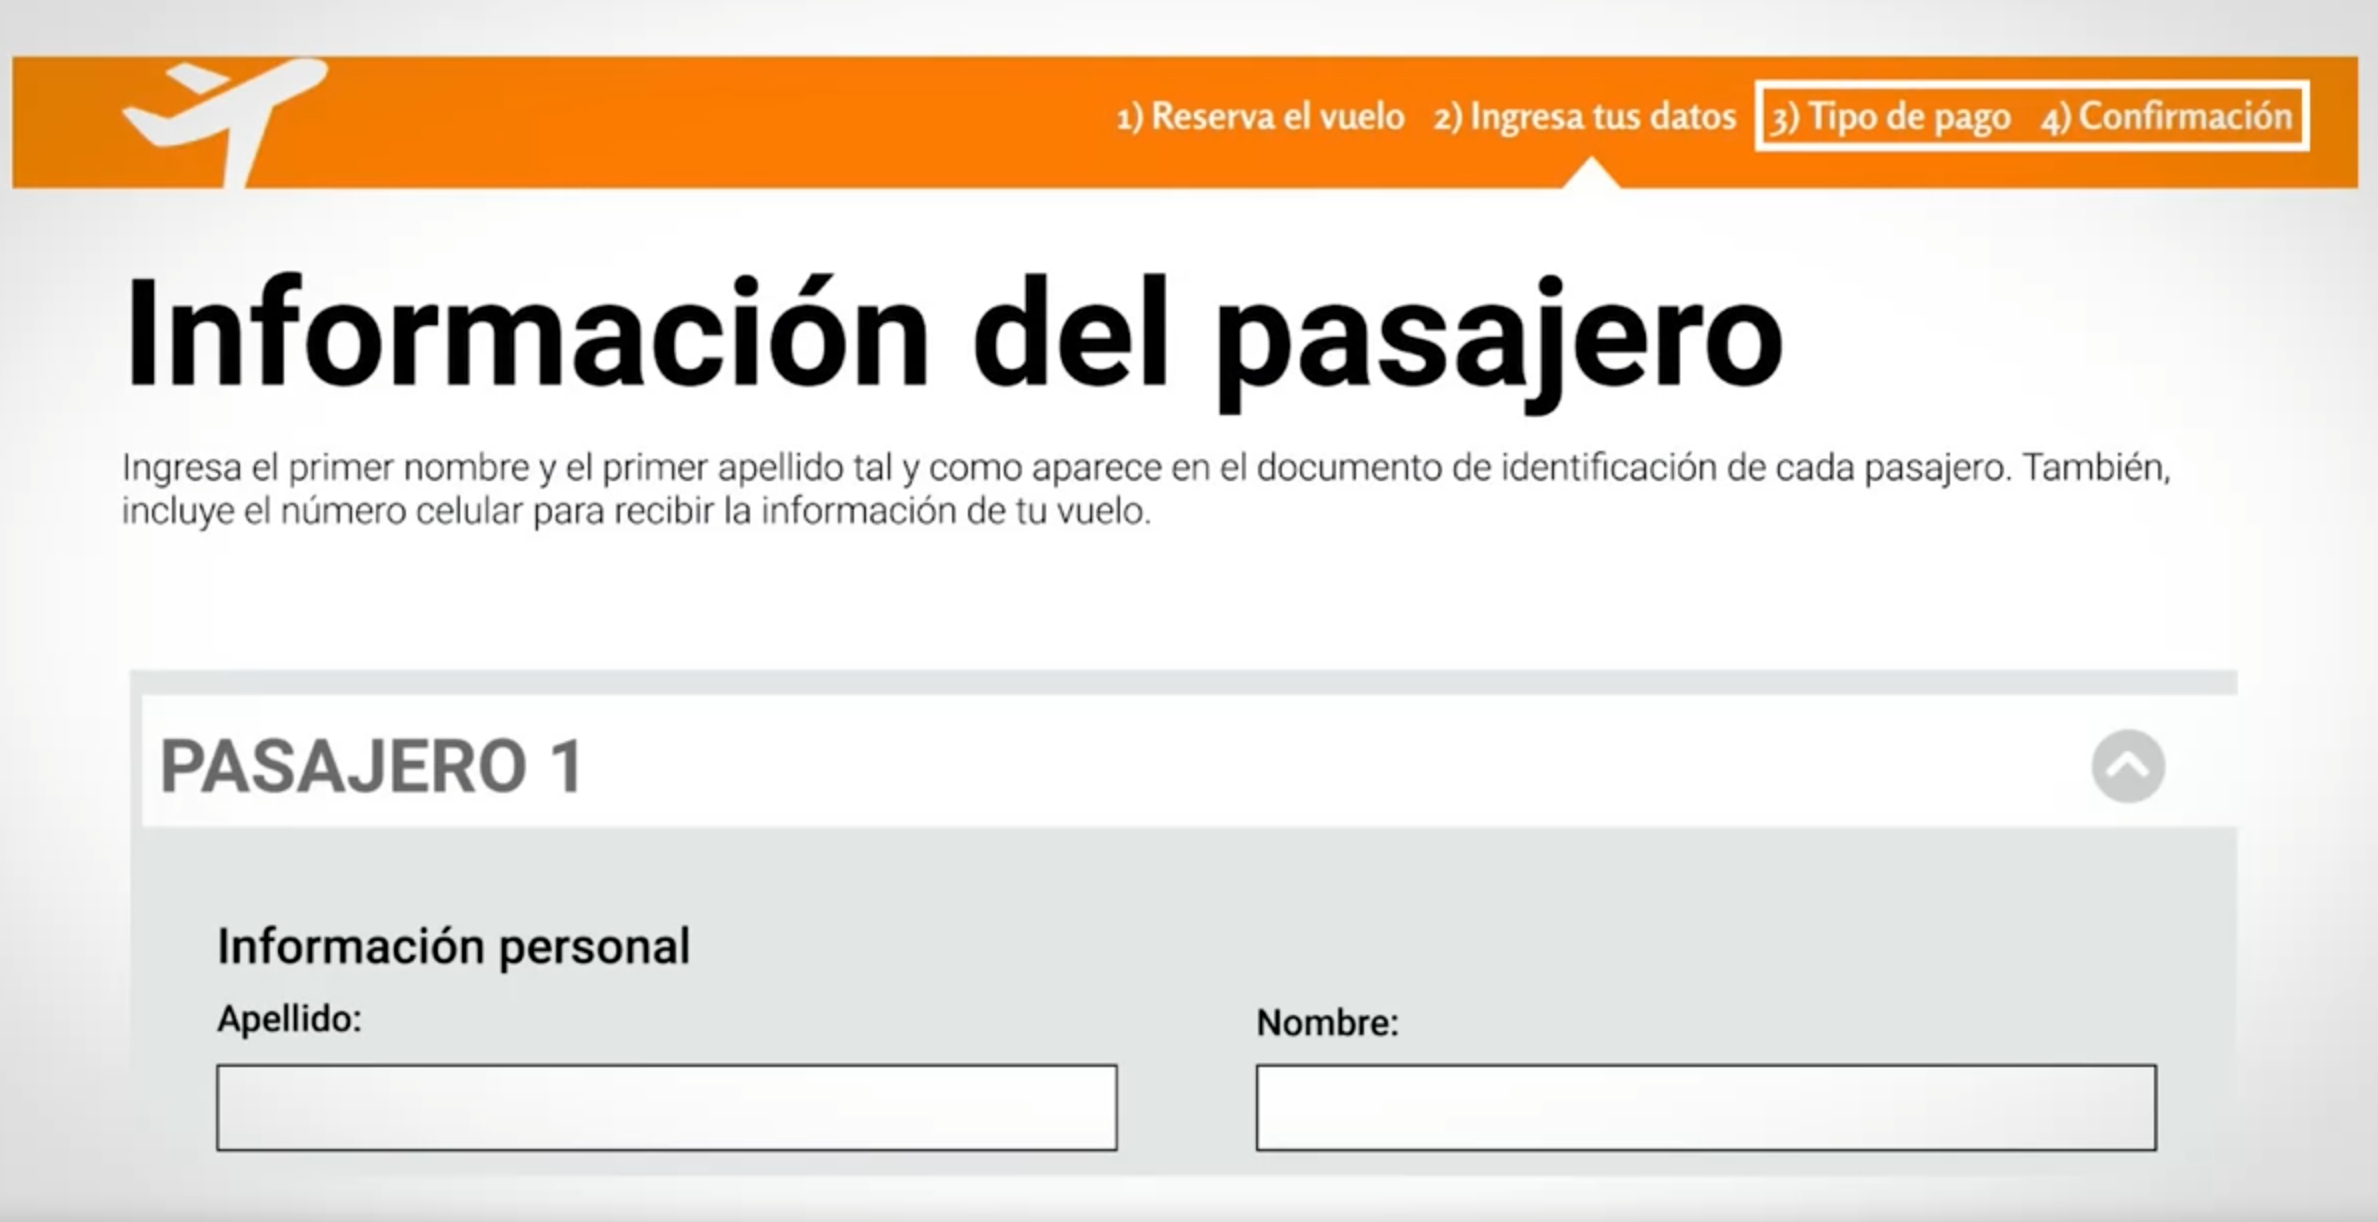 1) Reserva el vuelo 2) Ingresa tus datos 3) Tipo de pago 4) Confirmación
Información del pasajero
Ingresa el primer nombre y el primer apellido tal y como aparece en el documento de identificación de cada pasajero. También,
incluye el número celular para recibir la información de tu vuelo.
PASAJERO 1
Información personal
Apellido:
Nombre: